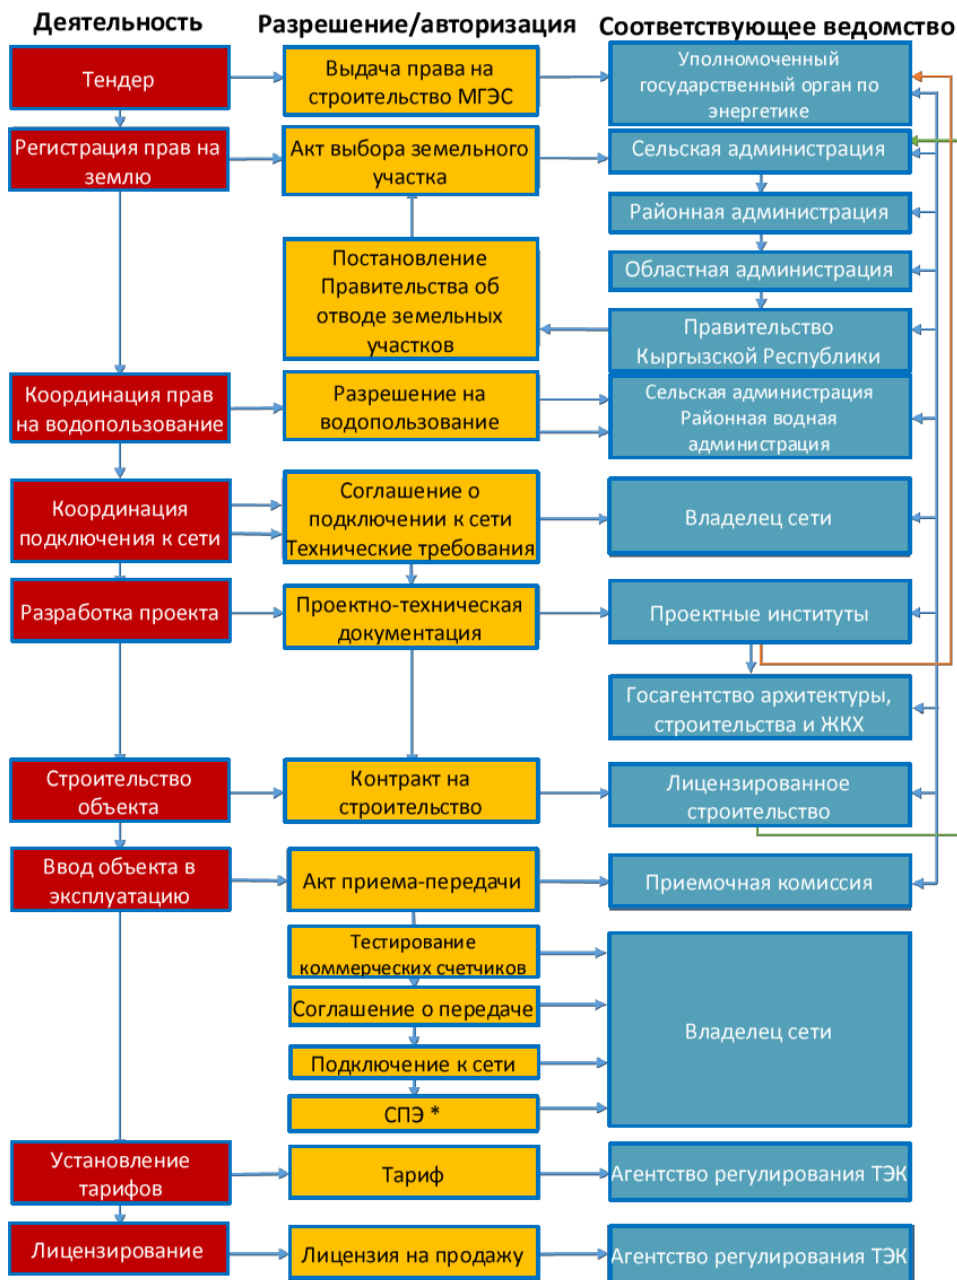 Деятельность
Разрешение/авторизация
Соответствующее ведомство
Тендер
Выдача права на
строительство МГЭС
Уполномоченный
государственный орган по
энергетике
Регистрация прав на
землю
Акт выбора земельного
участка
Сельская администрация
Районная администрация
Постановление
Правительства об
отводе земельных
участков
Областная администрация
Правительство
Кыргызской Республики
Координация прав
на водопользование
Разрешение на
водопользование
Сельская администрация
Районная водная
администрация
Координация
подключения к сети
Соглашение о
подключении к сети
Технические требования
Владелец сети
Разработка проекта
Проектно-техническая
документация
Проектные институты
Госагентство архитектуры,
строительства и ЖКХ
Строительство
объекта
Контракт на
строительство
Лицензированное
строительство
Ввод объекта в
эксплуатацию
Акт приема-передачи
Приемочная комиссия
Тестирование
коммерческих счетчиков
Соглашение о передаче
Подключение к сети
СПЭ *
Владелец сети
Установление
тарифов
Тариф
Агентство регулирования ТЭК
Лицензирование
Лицензия на продажу
Агентство регулирования ТЭК